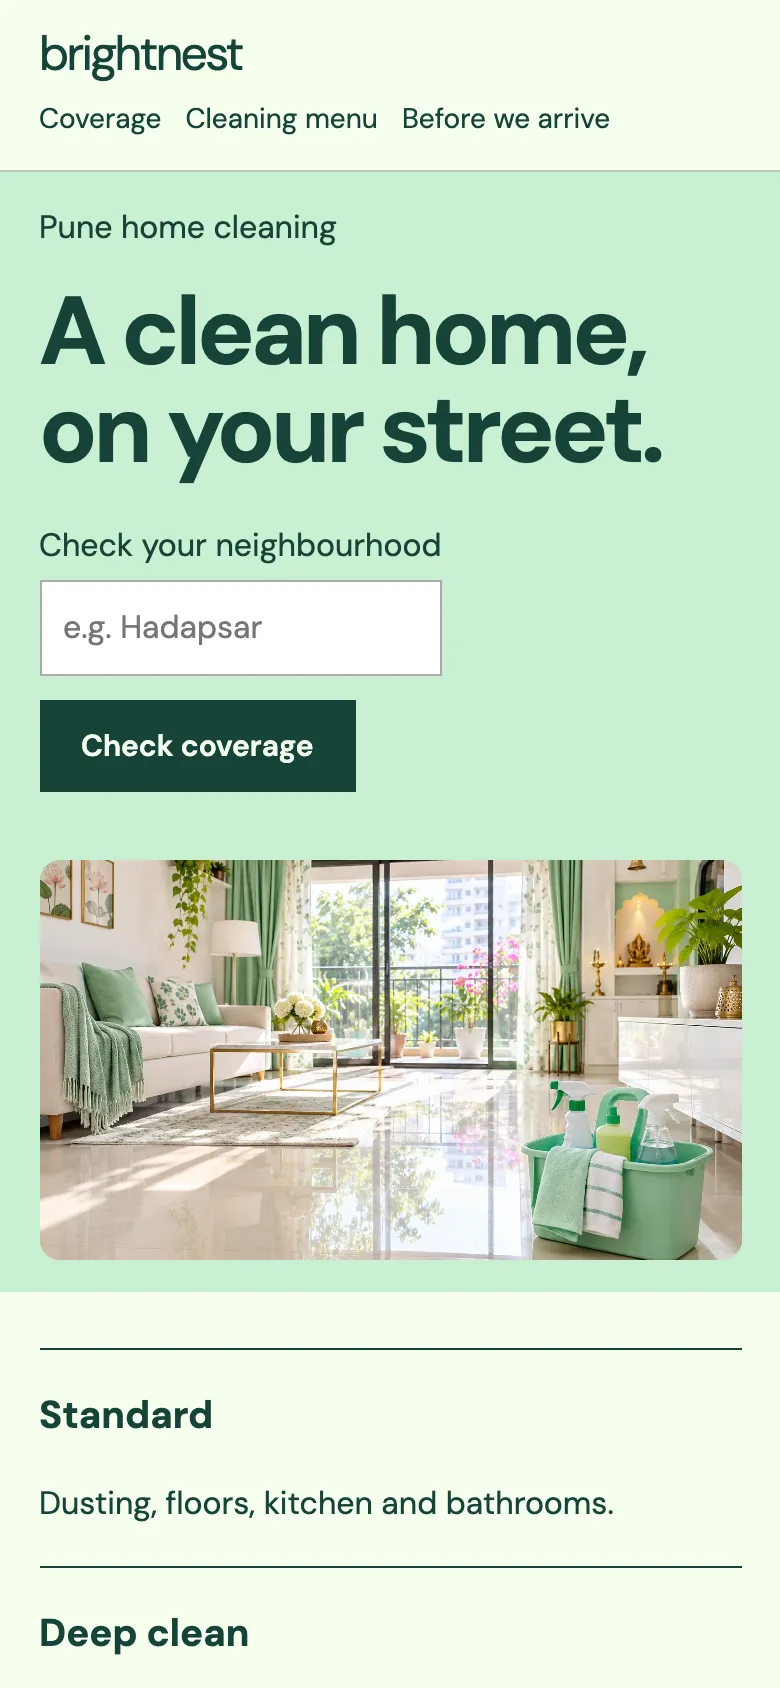 brightnest
Coverage Cleaning menu Before we arrive
Pune home cleaning
A clean home,
on your street.
Check your neighbourhood
e.g. Hadapsar
Check coverage
Standard
Dusting, floors, kitchen and bathrooms.
Deep clean